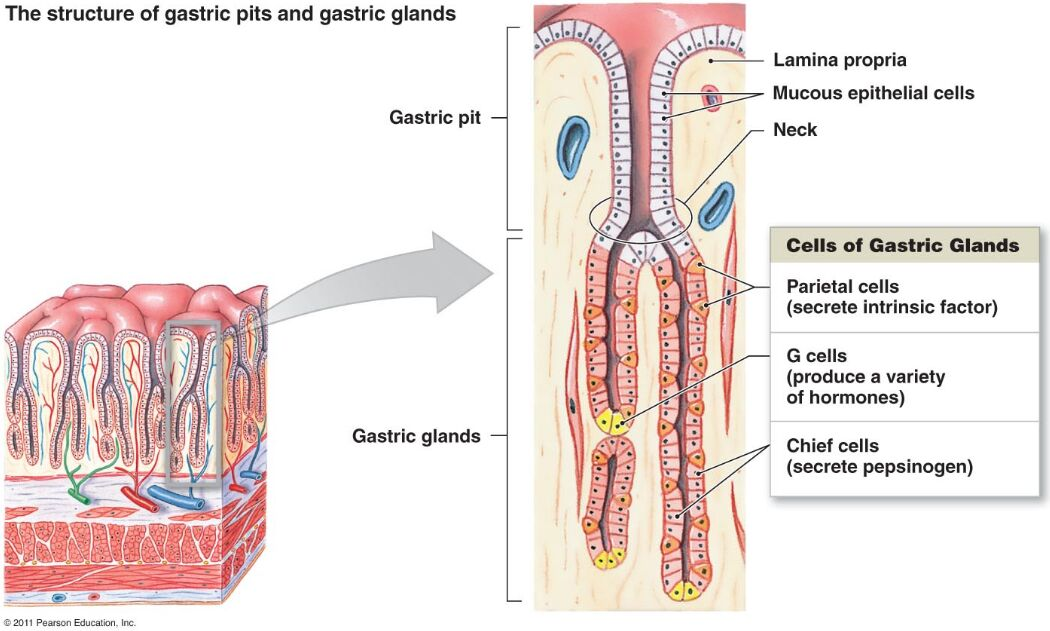 The structure of gastric pits and gastric glands
Lamina propria
Mucous epithelial cells
Gastric pit
Neck
Cells of Gastric Glands
Parietal cells
(secrete intrinsic factor)
G cells
(produce a variety
of hormones)
Gastric glands
Chief cells
(secrete pepsinogen)
© 2011 Pearson Education, Inc.